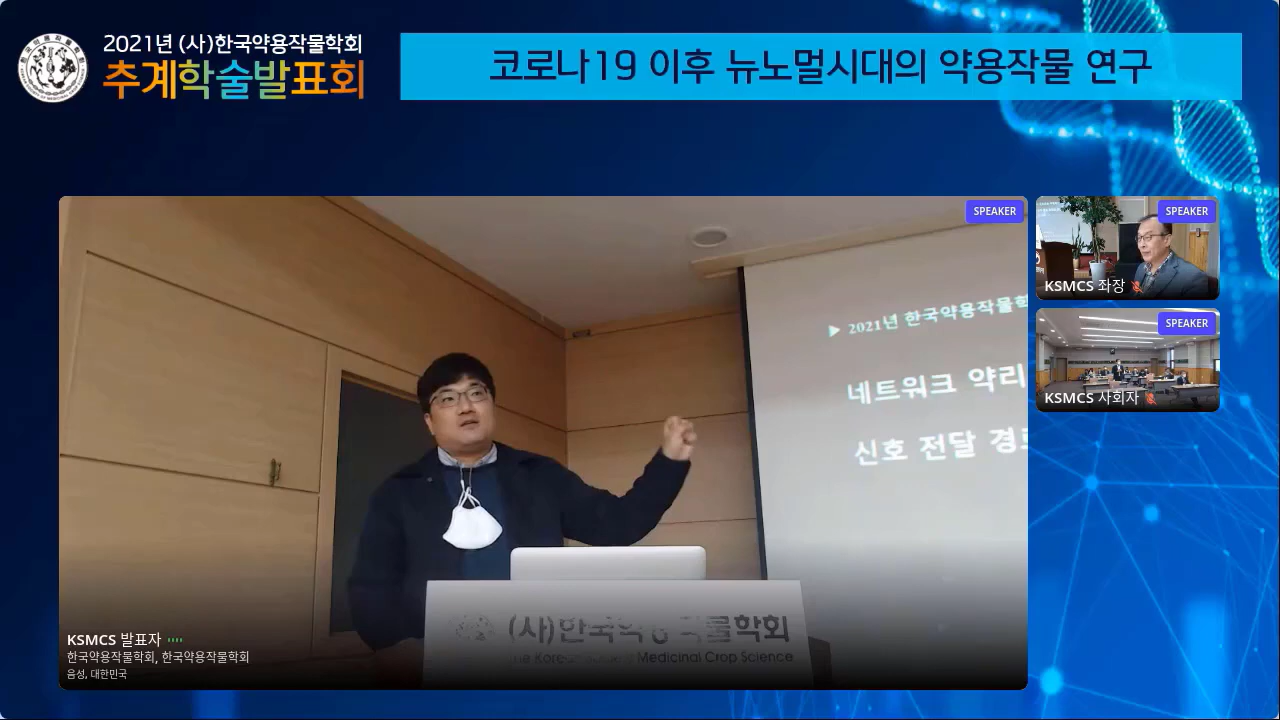 2021년 (사)한국약용작물학회
추계학술발표회
코로나19 이후 뉴노멀시대의 약용작물 연구
SPEAKER
▶ 2021년 한국약용작물학
네트워크 약리
신호 전달 경로
(사)한국약용작물학회
The Korean Society Medicinal Crop Science
KSMCS 발표자
한국약용작물학회, 한국약용작물학회
음성, 대한민국
SPEAKER
KSMCS 좌장
SPEAKER
KSMCS 사회자